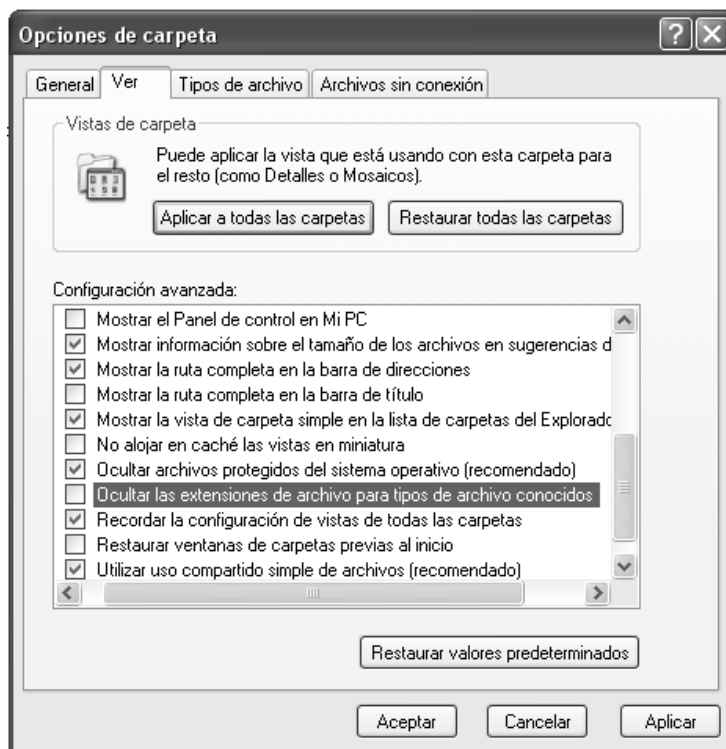 Opciones de carpeta
General Ver Tipos de archivo Archivos sin conexión
Vistas de carpeta
Puede aplicar la vista que está usando con esta carpeta para
el resto (como Detalles o Mosaicos).
Aplicar a todas las carpetas Restaurar todas las carpetas
Configuración avanzada:
Mostrar el Panel de control en Mi PC
Mostrar información sobre el tamaño de los archivos en sugerencias d
Mostrar la ruta completa en la barra de direcciones
Mostrar la ruta completa en la barra de título
Mostrar la vista de carpeta simple en la lista de carpetas del Explorado
No alojar en caché las vistas en miniatura
Ocultar archivos protegidos del sistema operativo (recomendado)
Ocultar las extensiones de archivo para tipos de archivo conocidos
Recordar la configuración de vistas de todas las carpetas
Restaurar ventanas de carpetas previas al inicio
Utilizar uso compartido simple de archivos (recomendado)
Restaurar valores predeterminados
Aceptar Cancelar Aplicar